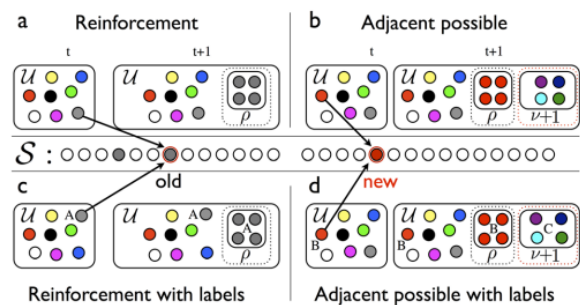 a Reinforcement
t t+1
𝒰 𝒰
ρ
b Adjacent possible
t t+1
𝒰 𝒰
ρ ν+1
𝒮 :
old new
c
𝒰 A 𝒰 A A
ρ
Reinforcement with labels
d
𝒰 B 𝒰 B B C
ρ ν+1
Adjacent possible with labels